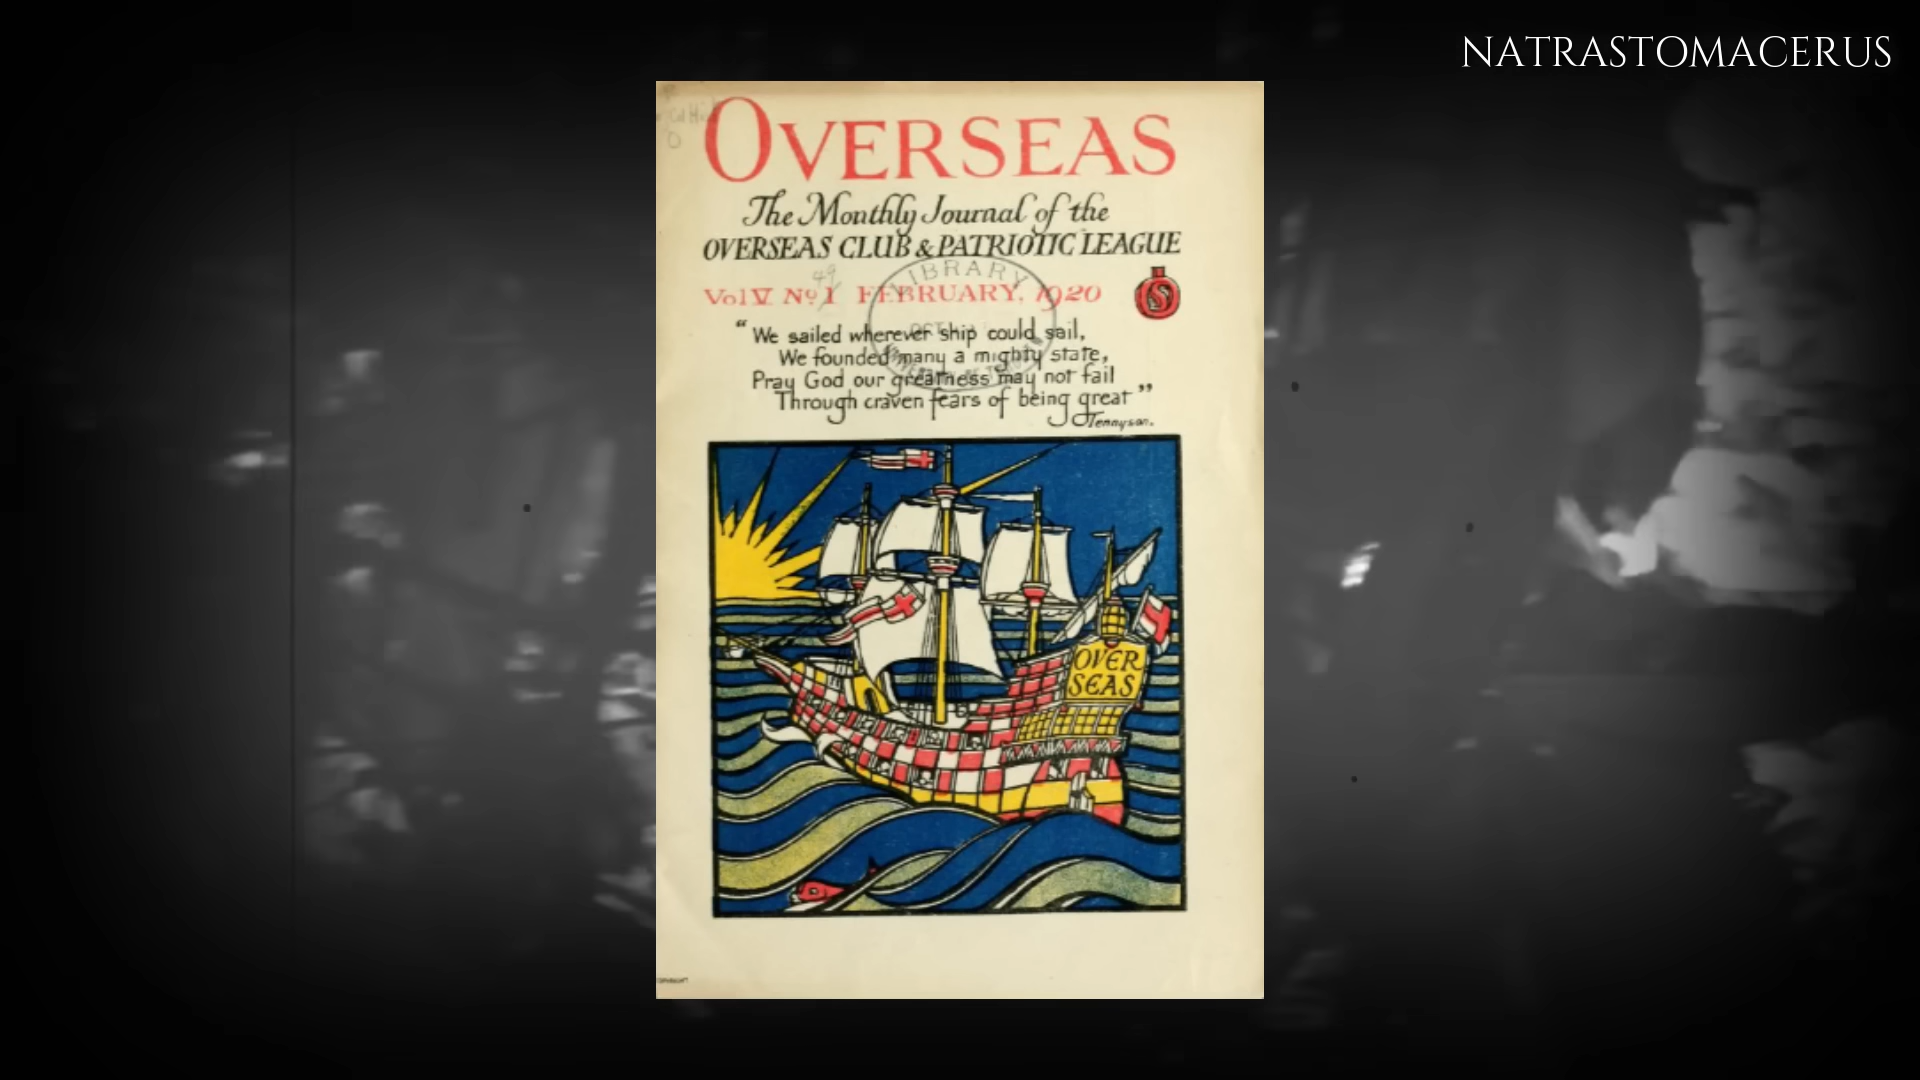 NATRASTOMACERUS
OVERSEAS
The Monthly Journal of the
OVERSEAS CLUB & PATRIOTIC LEAGUE
Vol V No 1 FEBRUARY, 1920
49
LIBRARY
"We sailed wherever ship could sail,
We founded many a mighty state,
Pray God our greatness may not fail
Through craven fears of being great"
Tennyson.
OVER
SEAS